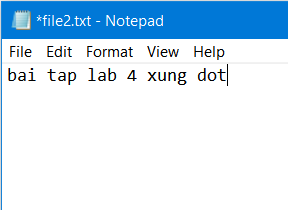 *file2.txt - Notepad
File Edit Format View Help
bai tap lab 4 xung dot